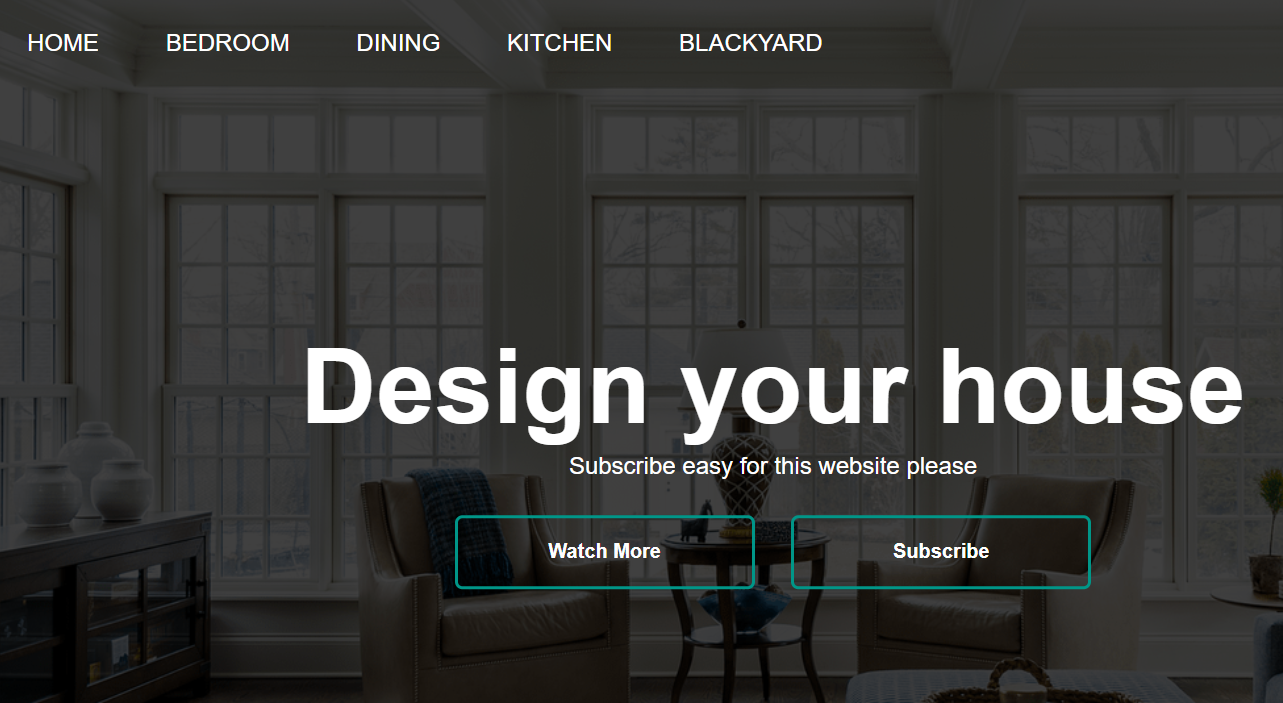 HOME BEDROOM DINING KITCHEN BLACKYARD
Design your house
Subscribe easy for this website please
Watch More Subscribe